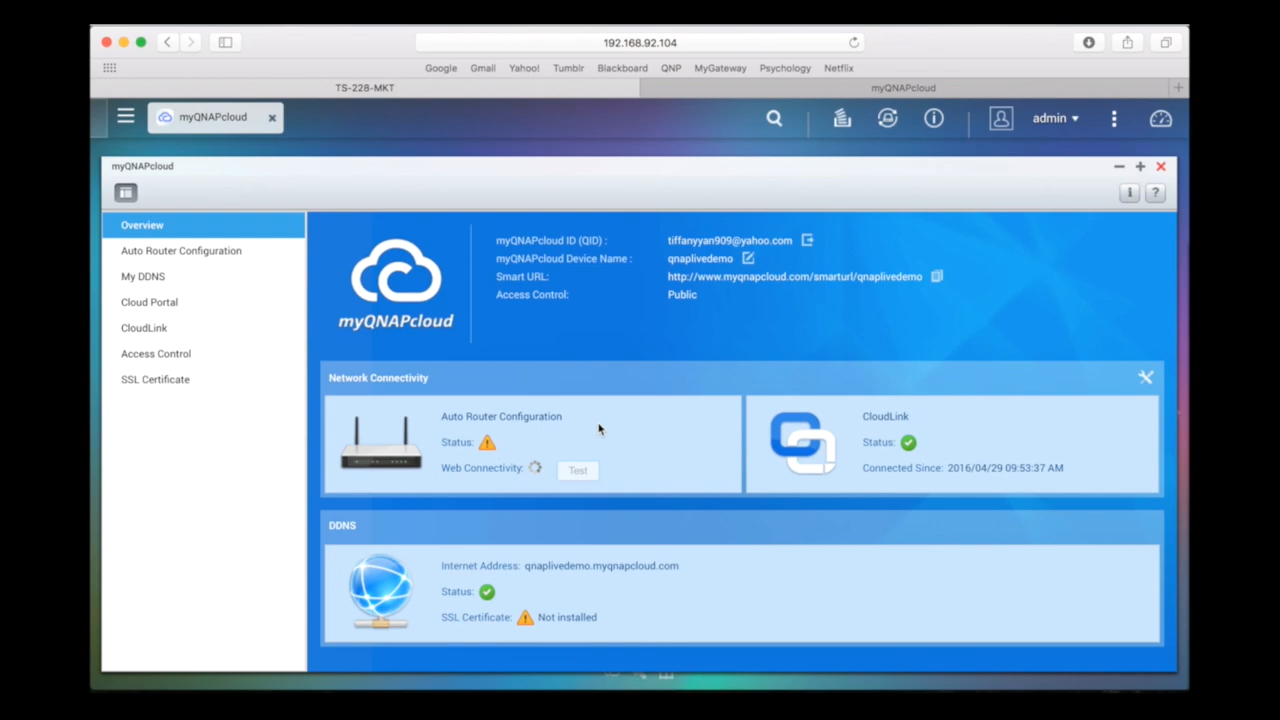 192.168.92.104
Google Gmail Yahoo! Tumblr Blackboard QNP MyGateway Psychology Netflix
TS-228-MKT myQNAPcloud
myQNAPcloud admin
myQNAPcloud
Overview
Auto Router Configuration
My DDNS
Cloud Portal
CloudLink
Access Control
SSL Certificate
myQNAPcloud
myQNAPcloud ID (QID) : tiffanyyan909@yahoo.com
myQNAPcloud Device Name : qnaplivedemo
Smart URL: http://www.myqnapcloud.com/smarturl/qnaplivedemo
Access Control: Public
Network Connectivity
Auto Router Configuration
Status:
Web Connectivity: Test
CloudLink
Status:
Connected Since: 2016/04/29 09:53:37 AM
DDNS
Internet Address: qnaplivedemo.myqnapcloud.com
Status:
SSL Certificate: Not installed